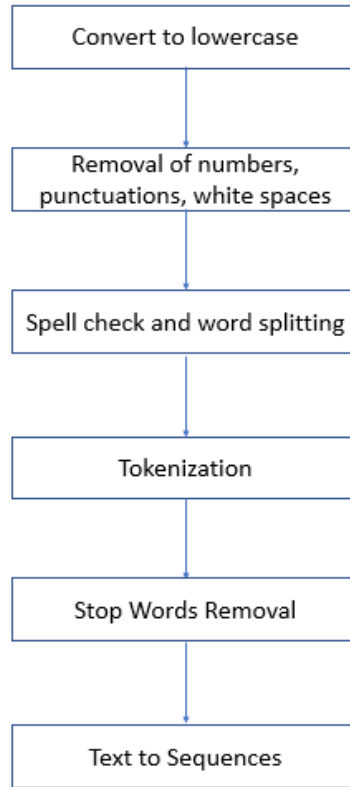 Convert to lowercase
Removal of numbers,
punctuations, white spaces
Spell check and word splitting
Tokenization
Stop Words Removal
Text to Sequences